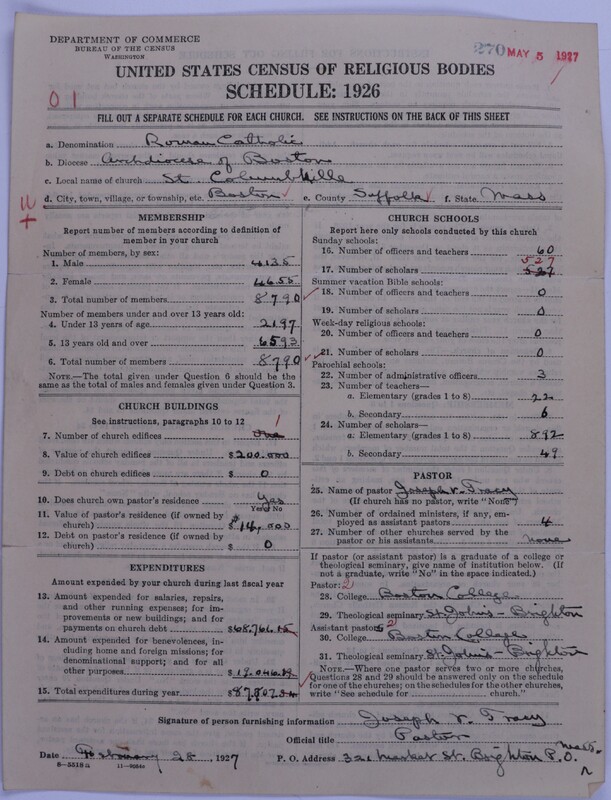 DEPARTMENT OF COMMERCE
BUREAU OF THE CENSUS
WASHINGTON
270 MAY 5 1927
UNITED STATES CENSUS OF RELIGIOUS BODIES
SCHEDULE: 1926
01
FILL OUT A SEPARATE SCHEDULE FOR EACH CHURCH. SEE INSTRUCTIONS ON THE BACK OF THIS SHEET
a. Denomination Roman Catholic
b. Diocese Archdiocese of Boston
c. Local name of church St. Columbkille
d. City, town, village, or township, etc. Boston e. County Suffolk f. State Mass
MEMBERSHIP
Report number of members according to definition of
member in your church
Number of members, by sex:
1. Male 4135
2. Female 4655
3. Total number of members 8790
Number of members under and over 13 years old:
4. Under 13 years of age 2197
5. 13 years old and over 6593
6. Total number of members 8790
NOTE.—The total given under Question 6 should be the
same as the total of males and females given under Question 3.
CHURCH BUILDINGS
See instructions, paragraphs 10 to 12
1
7. Number of church edifices one
8. Value of church edifices $200.000
9. Debt on church edifices $ 0
10. Does church own pastor's residence Yes
Yes or No
11. Value of pastor's residence (if owned by
church) $14,000
12. Debt on pastor's residence (if owned by
church) $ 0
EXPENDITURES
Amount expended by your church during last fiscal year
13. Amount expended for salaries, repairs,
and other running expenses; for im-
provements or new buildings; and for
payments on church debt $68.761.15
14. Amount expended for benevolences, in-
cluding home and foreign missions; for
denominational support; and for all
other purposes $19.046.19
15. Total expenditures during year $87.807.34
CHURCH SCHOOLS
Report here only schools conducted by this church
Sunday schools:
16. Number of officers and teachers 60
527
17. Number of scholars 527
Summer vacation Bible schools:
18. Number of officers and teachers 0
19. Number of scholars 0
Week-day religious schools:
20. Number of officers and teachers 0
21. Number of scholars 0
Parochial schools:
22. Number of administrative officers 3
23. Number of teachers—
a. Elementary (grades 1 to 8) 22
b. Secondary 6
24. Number of scholars—
a. Elementary (grades 1 to 8) 892
b. Secondary 49
PASTOR
25. Name of pastor Joseph V. Tracy
(If church has no pastor, write "None")
26. Number of ordained ministers, if any, em-
ployed as assistant pastors 4
27. Number of other churches served by the
pastor or his assistants none
If pastor (or assistant pastor) is a graduate of a college or
theological seminary, give name of institution below. (If
not a graduate, write "No" in the space indicated.)
Pastor: 2
28. College Boston College
29. Theological seminary St. John's - Brighton
Assistant pastor: 2
30. College Boston College
31. Theological seminary St. John's - Brighton
NOTE.—Where one pastor serves two or more churches,
Questions 28 and 29 should be answered only on the schedule
for one of the churches; on the schedules for the other churches,
write "See schedule for church."
Signature of person furnishing information Joseph V. Tracy
Official title Pastor
Date February 28, 1927 P. O. Address 321 Market St. Brighton P.O. Mass.
8-5518a